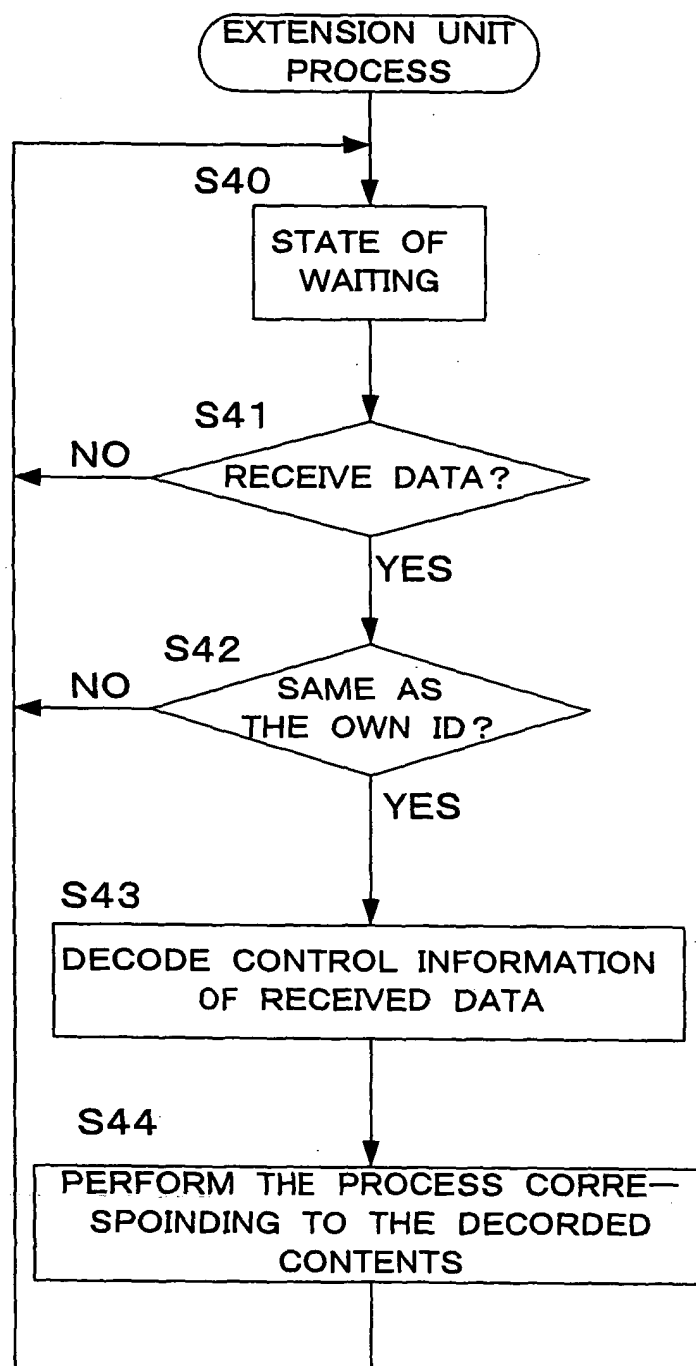 EXTENSION UNIT
PROCESS
S40
STATE OF
WAITING
S41
NO
RECEIVE DATA?
YES
S42
NO
SAME AS
THE OWN ID?
YES
S43
DECODE CONTROL INFORMATION
OF RECEIVED DATA
S44
PERFORM THE PROCESS CORRE-
SPOINDING TO THE DECORDED
CONTENTS